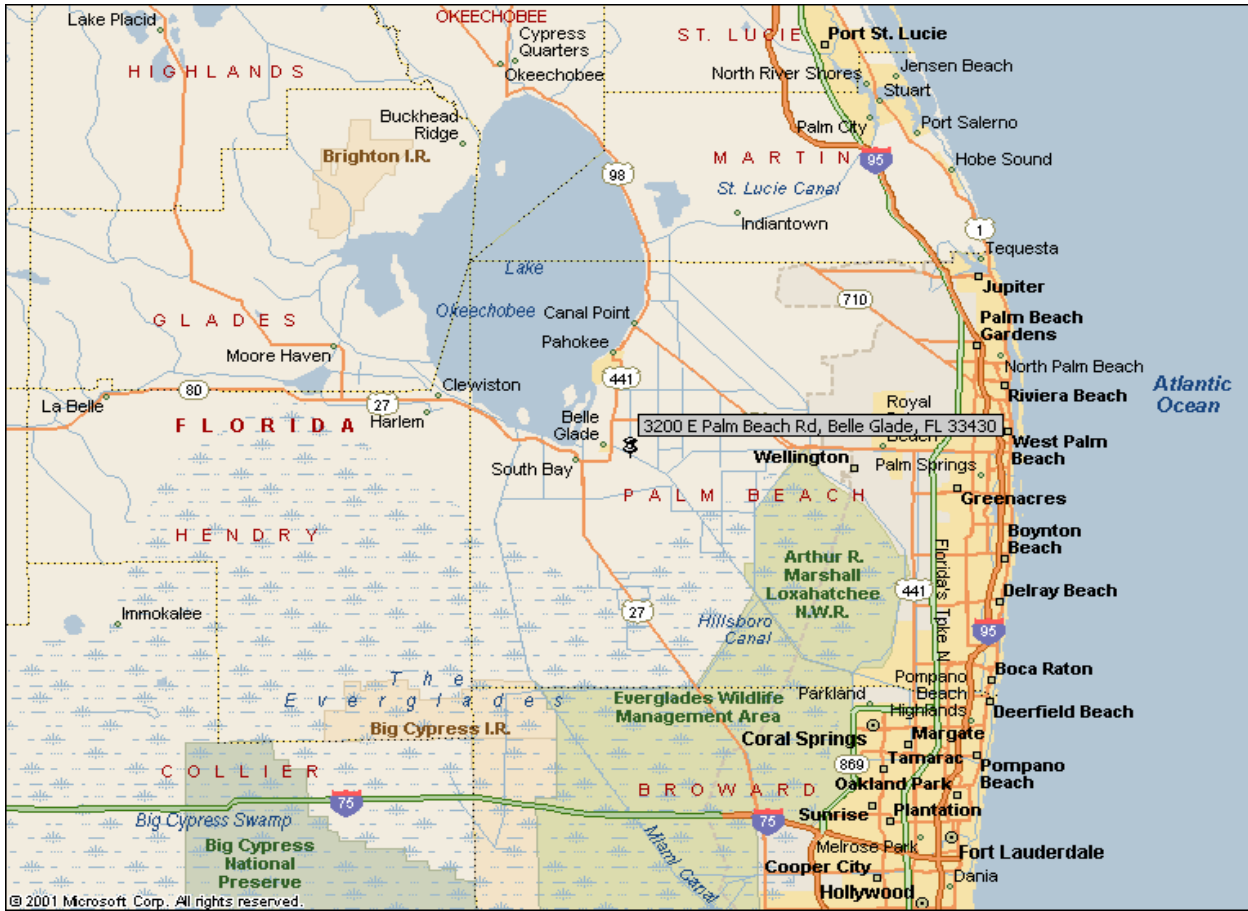 Lake Placid
OKEECHOBEE
Cypress
Quarters
Okeechobee
ST. LUCIE
Port St. Lucie
HIGHLANDS
North River Shores
Jensen Beach
Stuart
Buckhead
Ridge
Palm City
Port Salerno
Brighton I.R.
98
MARTIN
95
Hobe Sound
St. Lucie Canal
Indiantown
1
Tequesta
Lake
Okeechobee
Jupiter
710
GLADES
Canal Point
Palm Beach
Gardens
Moore Haven
Pahokee
North Palm Beach
80
Clewiston
441
Riviera Beach
Atlantic
Ocean
La Belle
27
Harlem
Royal
Belle
Glade
3200 E Palm Beach Rd, Belle Glade, FL 33430
FLORIDA
Beach
West Palm
Beach
South Bay
Wellington
Palm Springs
PALM BEACH
Greenacres
HENDRY
Boynton
Beach
Arthur R.
Marshall
Loxahatchee
N.W.R.
Florida's Tpke N
441
Delray Beach
Immokalee
27
Hillsboro
Canal
95
The
Everglades
Boca Raton
Pompano
Beach
Highlands
Parkland
Everglades Wildlife
Management Area
Deerfield Beach
Big Cypress I.R.
Coral Springs
Margate
COLLIER
869
Tamarac
Pompano
Beach
BROWARD
Oakland Park
75
Sunrise
Plantation
Big Cypress Swamp
75
Miami Canal
Melrose Park
Big Cypress
National
Preserve
Fort Lauderdale
Cooper City
Dania
Hollywood
© 2001 Microsoft Corp. All rights reserved.